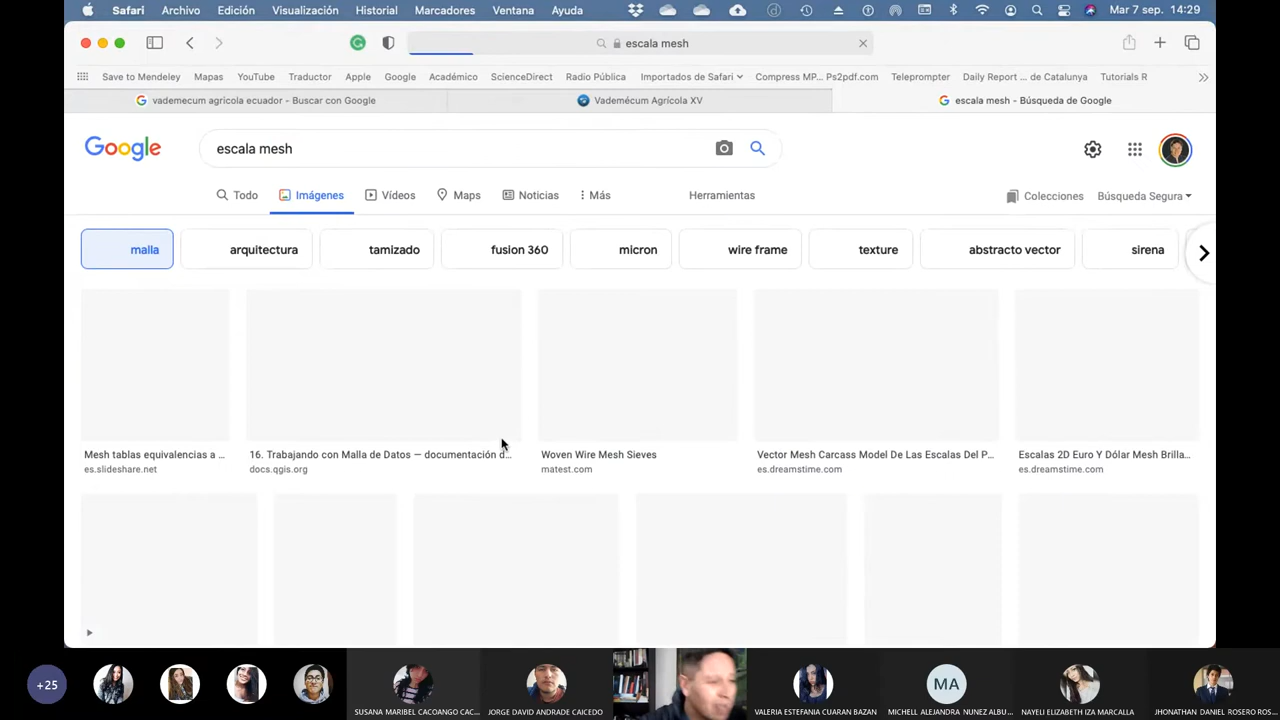 Safari Archivo Edición Visualización Historial Marcadores Ventana Ayuda Mar 7 sep. 14:29
escala mesh
Save to Mendeley Mapas YouTube Traductor Apple Google Académico ScienceDirect Radio Pública Importados de Safari Compress MP... Ps2pdf.com Teleprompter Daily Report ... de Catalunya Tutorials R
vademecum agricola ecuador - Buscar con Google Vademécum Agrícola XV escala mesh - Búsqueda de Google
Google escala mesh
Todo Imágenes Vídeos Maps Noticias Más Herramientas Colecciones Búsqueda Segura
malla arquitectura tamizado fusion 360 micron wire frame texture abstracto vector sirena
Mesh tablas equivalencias a ... 16. Trabajando con Malla de Datos — documentación d... Woven Wire Mesh Sieves Vector Mesh Carcass Model De Las Escalas Del P... Escalas 2D Euro Y Dólar Mesh Brilla...
es.slideshare.net docs.qgis.org matest.com es.dreamstime.com es.dreamstime.com
+25 MA
SUSANA MARIBEL CACOANGO CAC... JORGE DAVID ANDRADE CAICEDO VALERIA ESTEFANIA CUARAN BAZAN MICHELL ALEJANDRA NUNEZ ALBU... NAYELI ELIZABETH IZA MARCALLA JHONATHAN DANIEL ROSERO ROS...